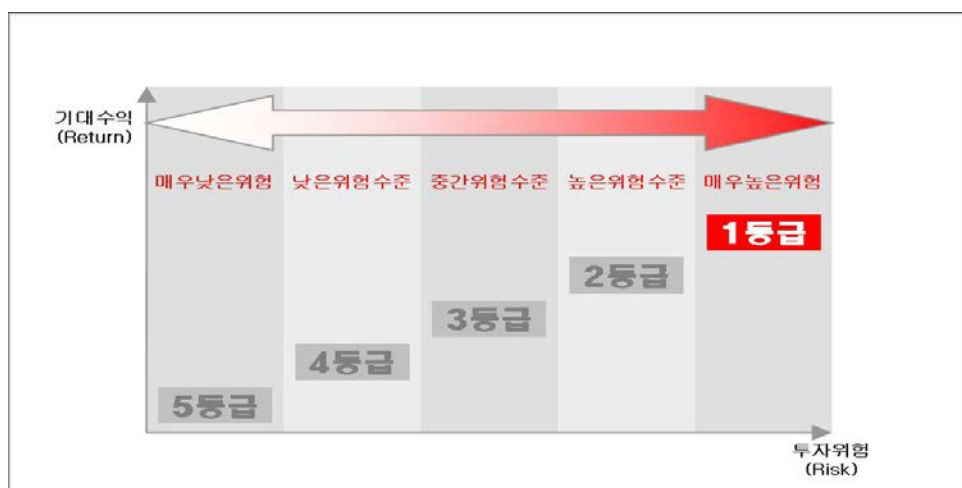 기대수익
(Return)
매우낮은위험 낮은위험수준 중간위험수준 높은위험수준 매우높은위험
1등급
2등급
3등급
4등급
5등급
투자위험
(Risk)